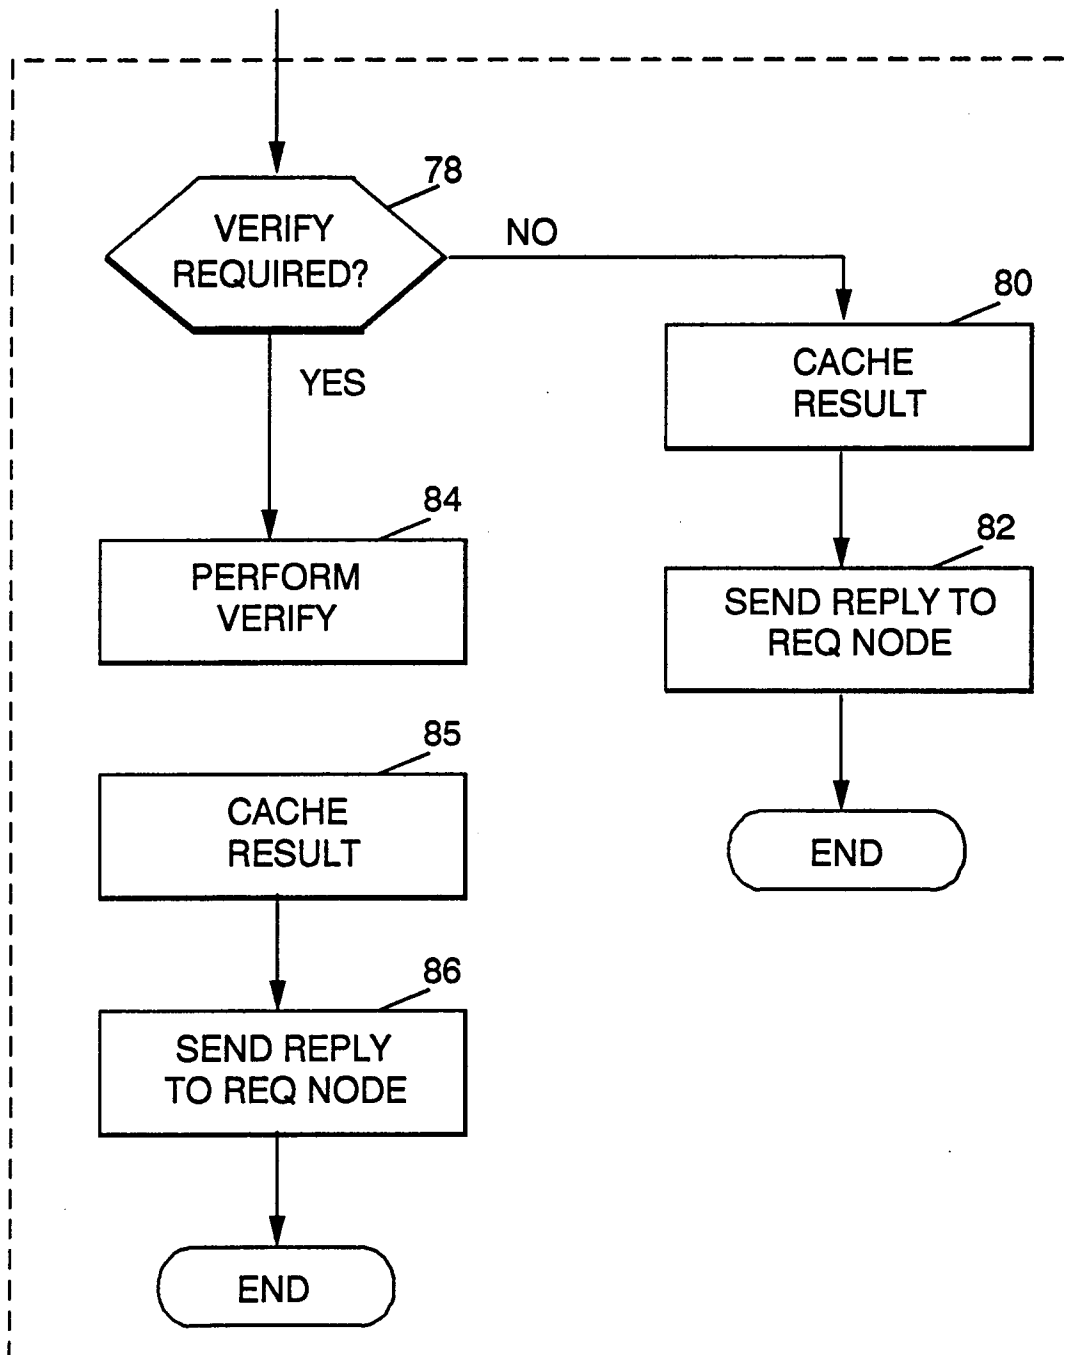 78
VERIFY
REQUIRED?
NO
YES
80
CACHE
RESULT
84
PERFORM
VERIFY
82
SEND REPLY TO
REQ NODE
85
CACHE
RESULT
END
86
SEND REPLY
TO REQ NODE
END